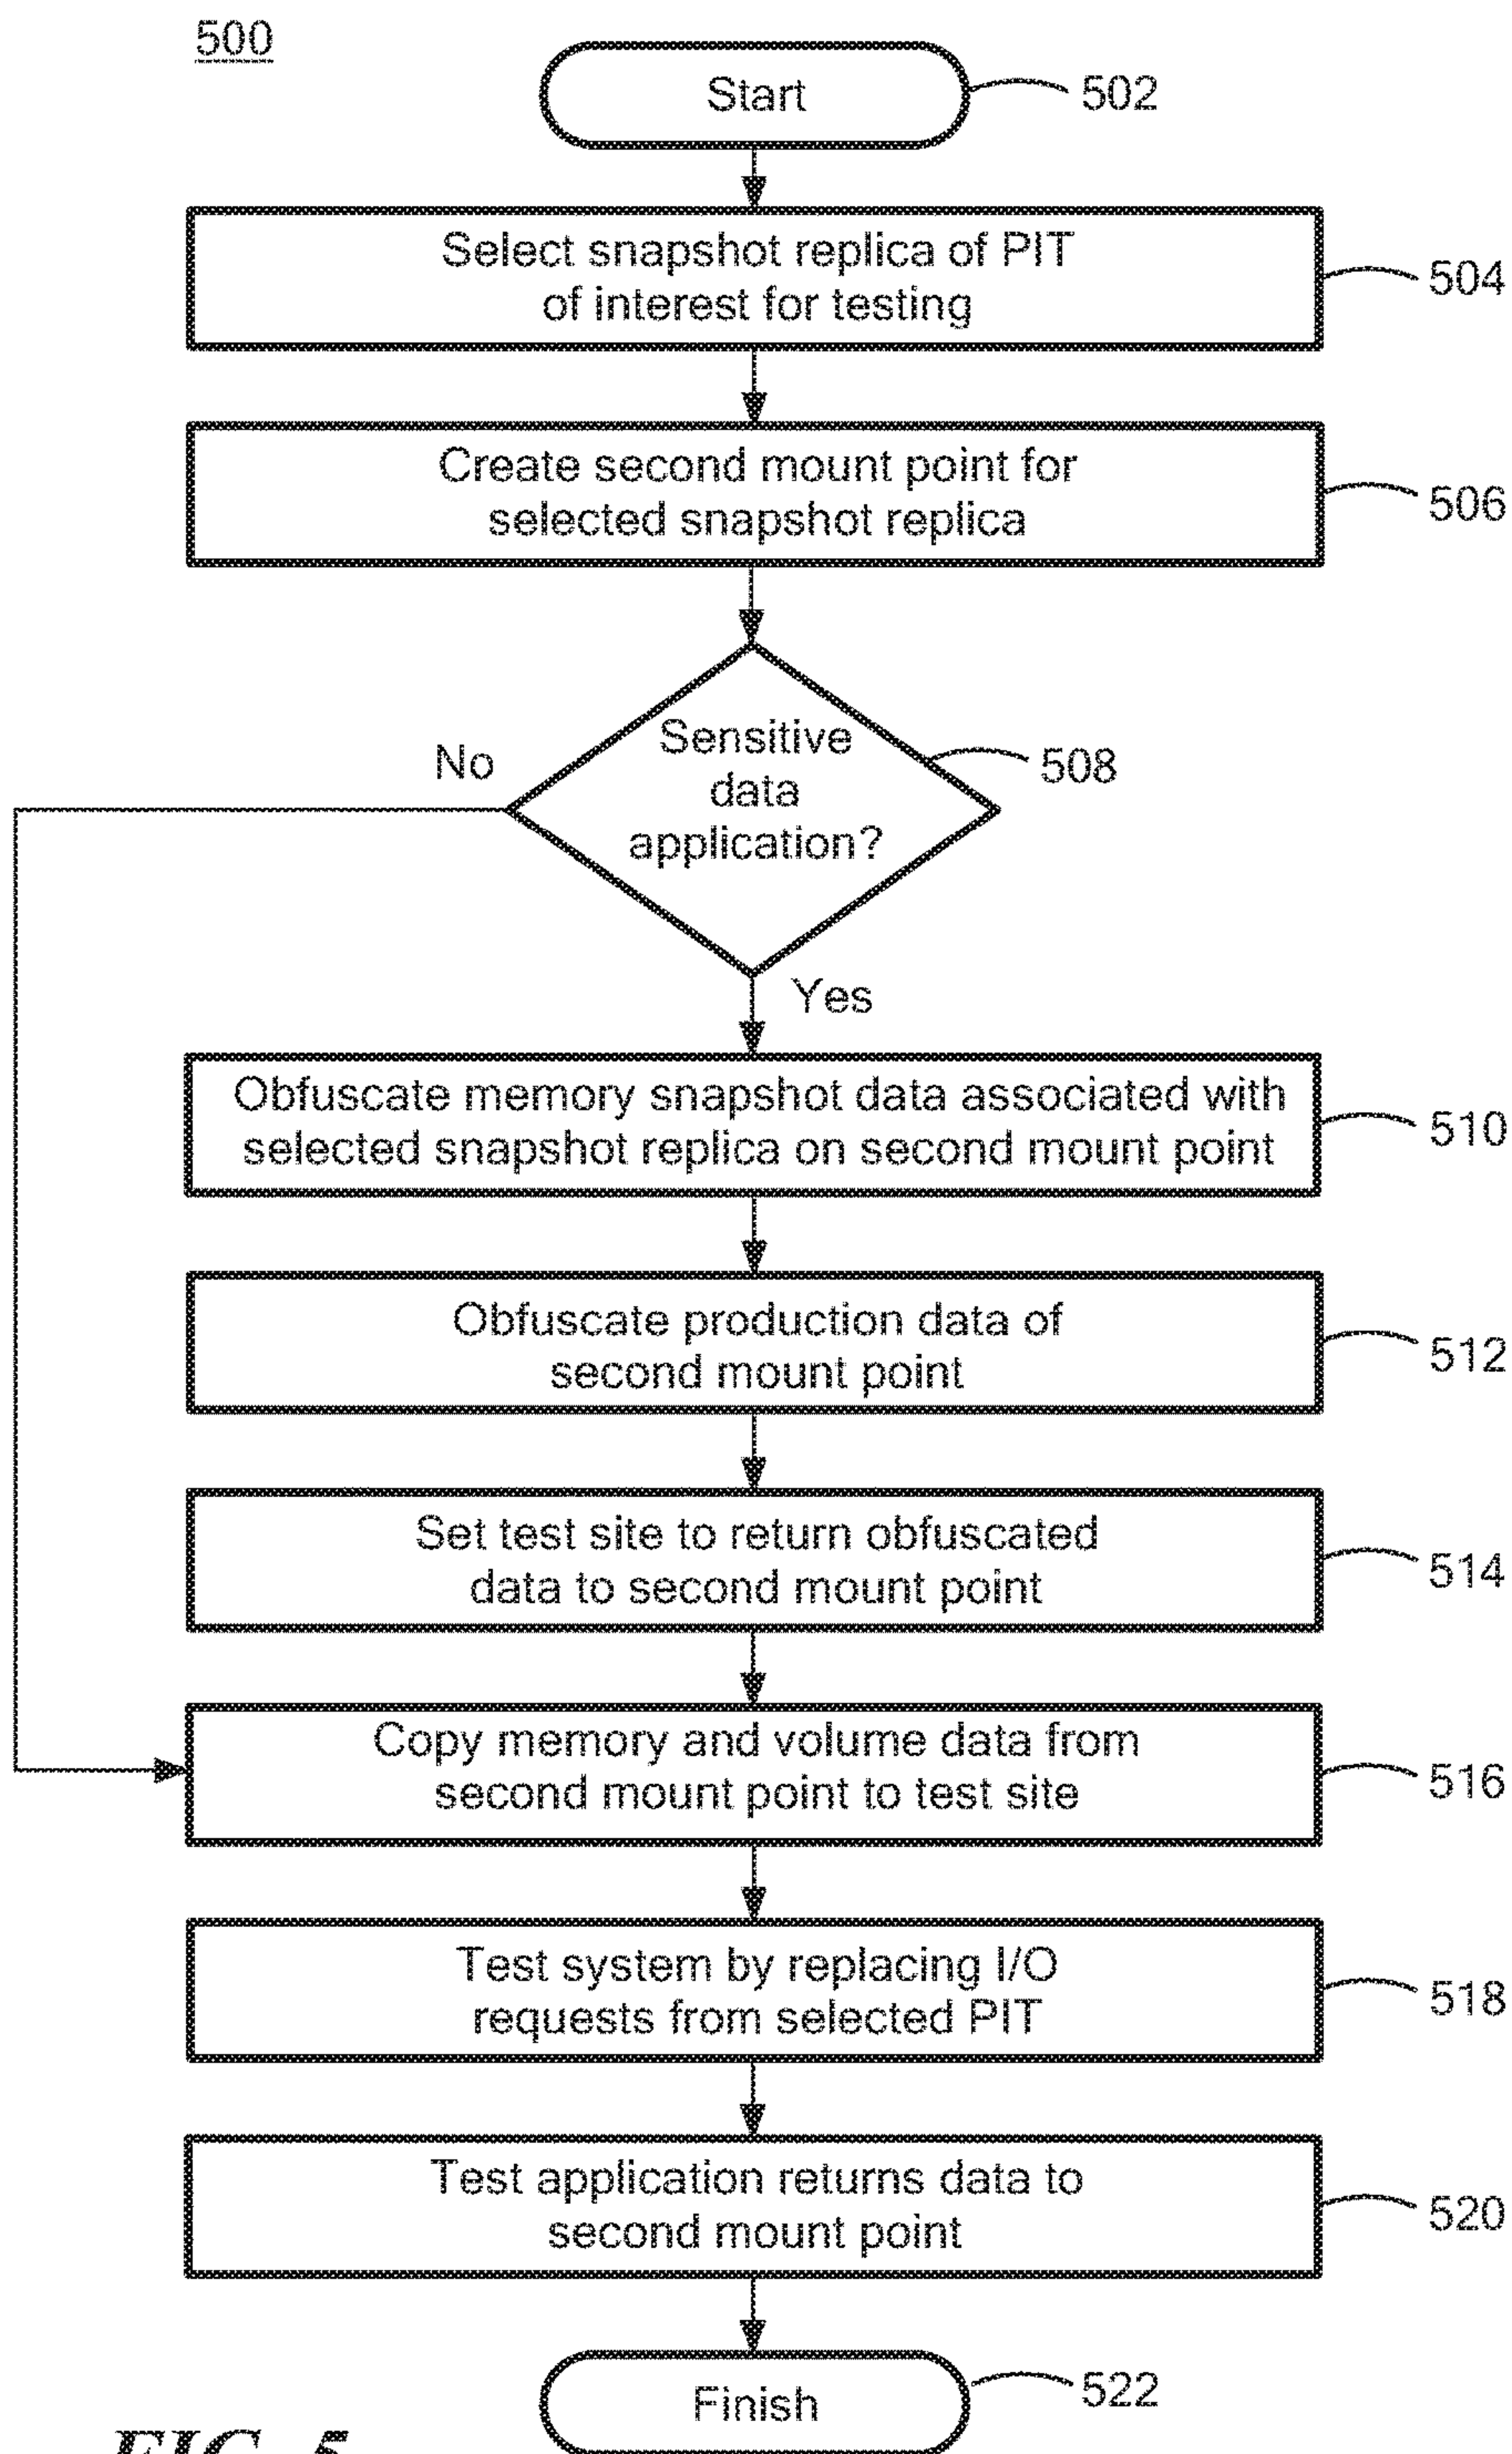 500
Start
502
Select snapshot replica of PIT
of interest for testing
504
Create second mount point for
selected snapshot replica
506
Sensitive
data
application?
508
No
Yes
Obfuscate memory snapshot data associated with
selected snapshot replica on second mount point
510
Obfuscate production data of
second mount point
512
Set test site to return obfuscated
data to second mount point
514
Copy memory and volume data from
second mount point to test site
516
Test system by replacing I/O
requests from selected PIT
518
Test application returns data to
second mount point
520
Finish
522
FIG. 5